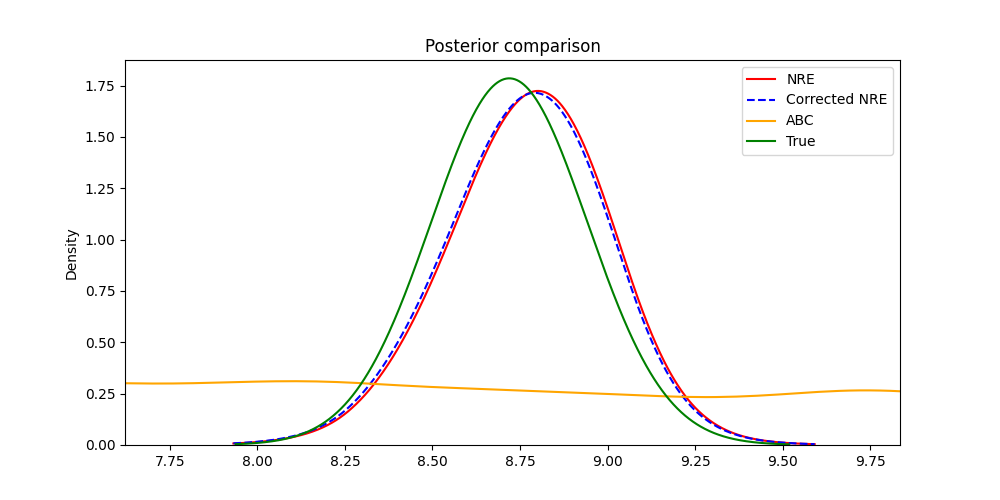 Posterior comparison
NRE
Corrected NRE
ABC
True
Density
1.75
1.50
1.25
1.00
0.75
0.50
0.25
0.00
7.75 8.00 8.25 8.50 8.75 9.00 9.25 9.50 9.75